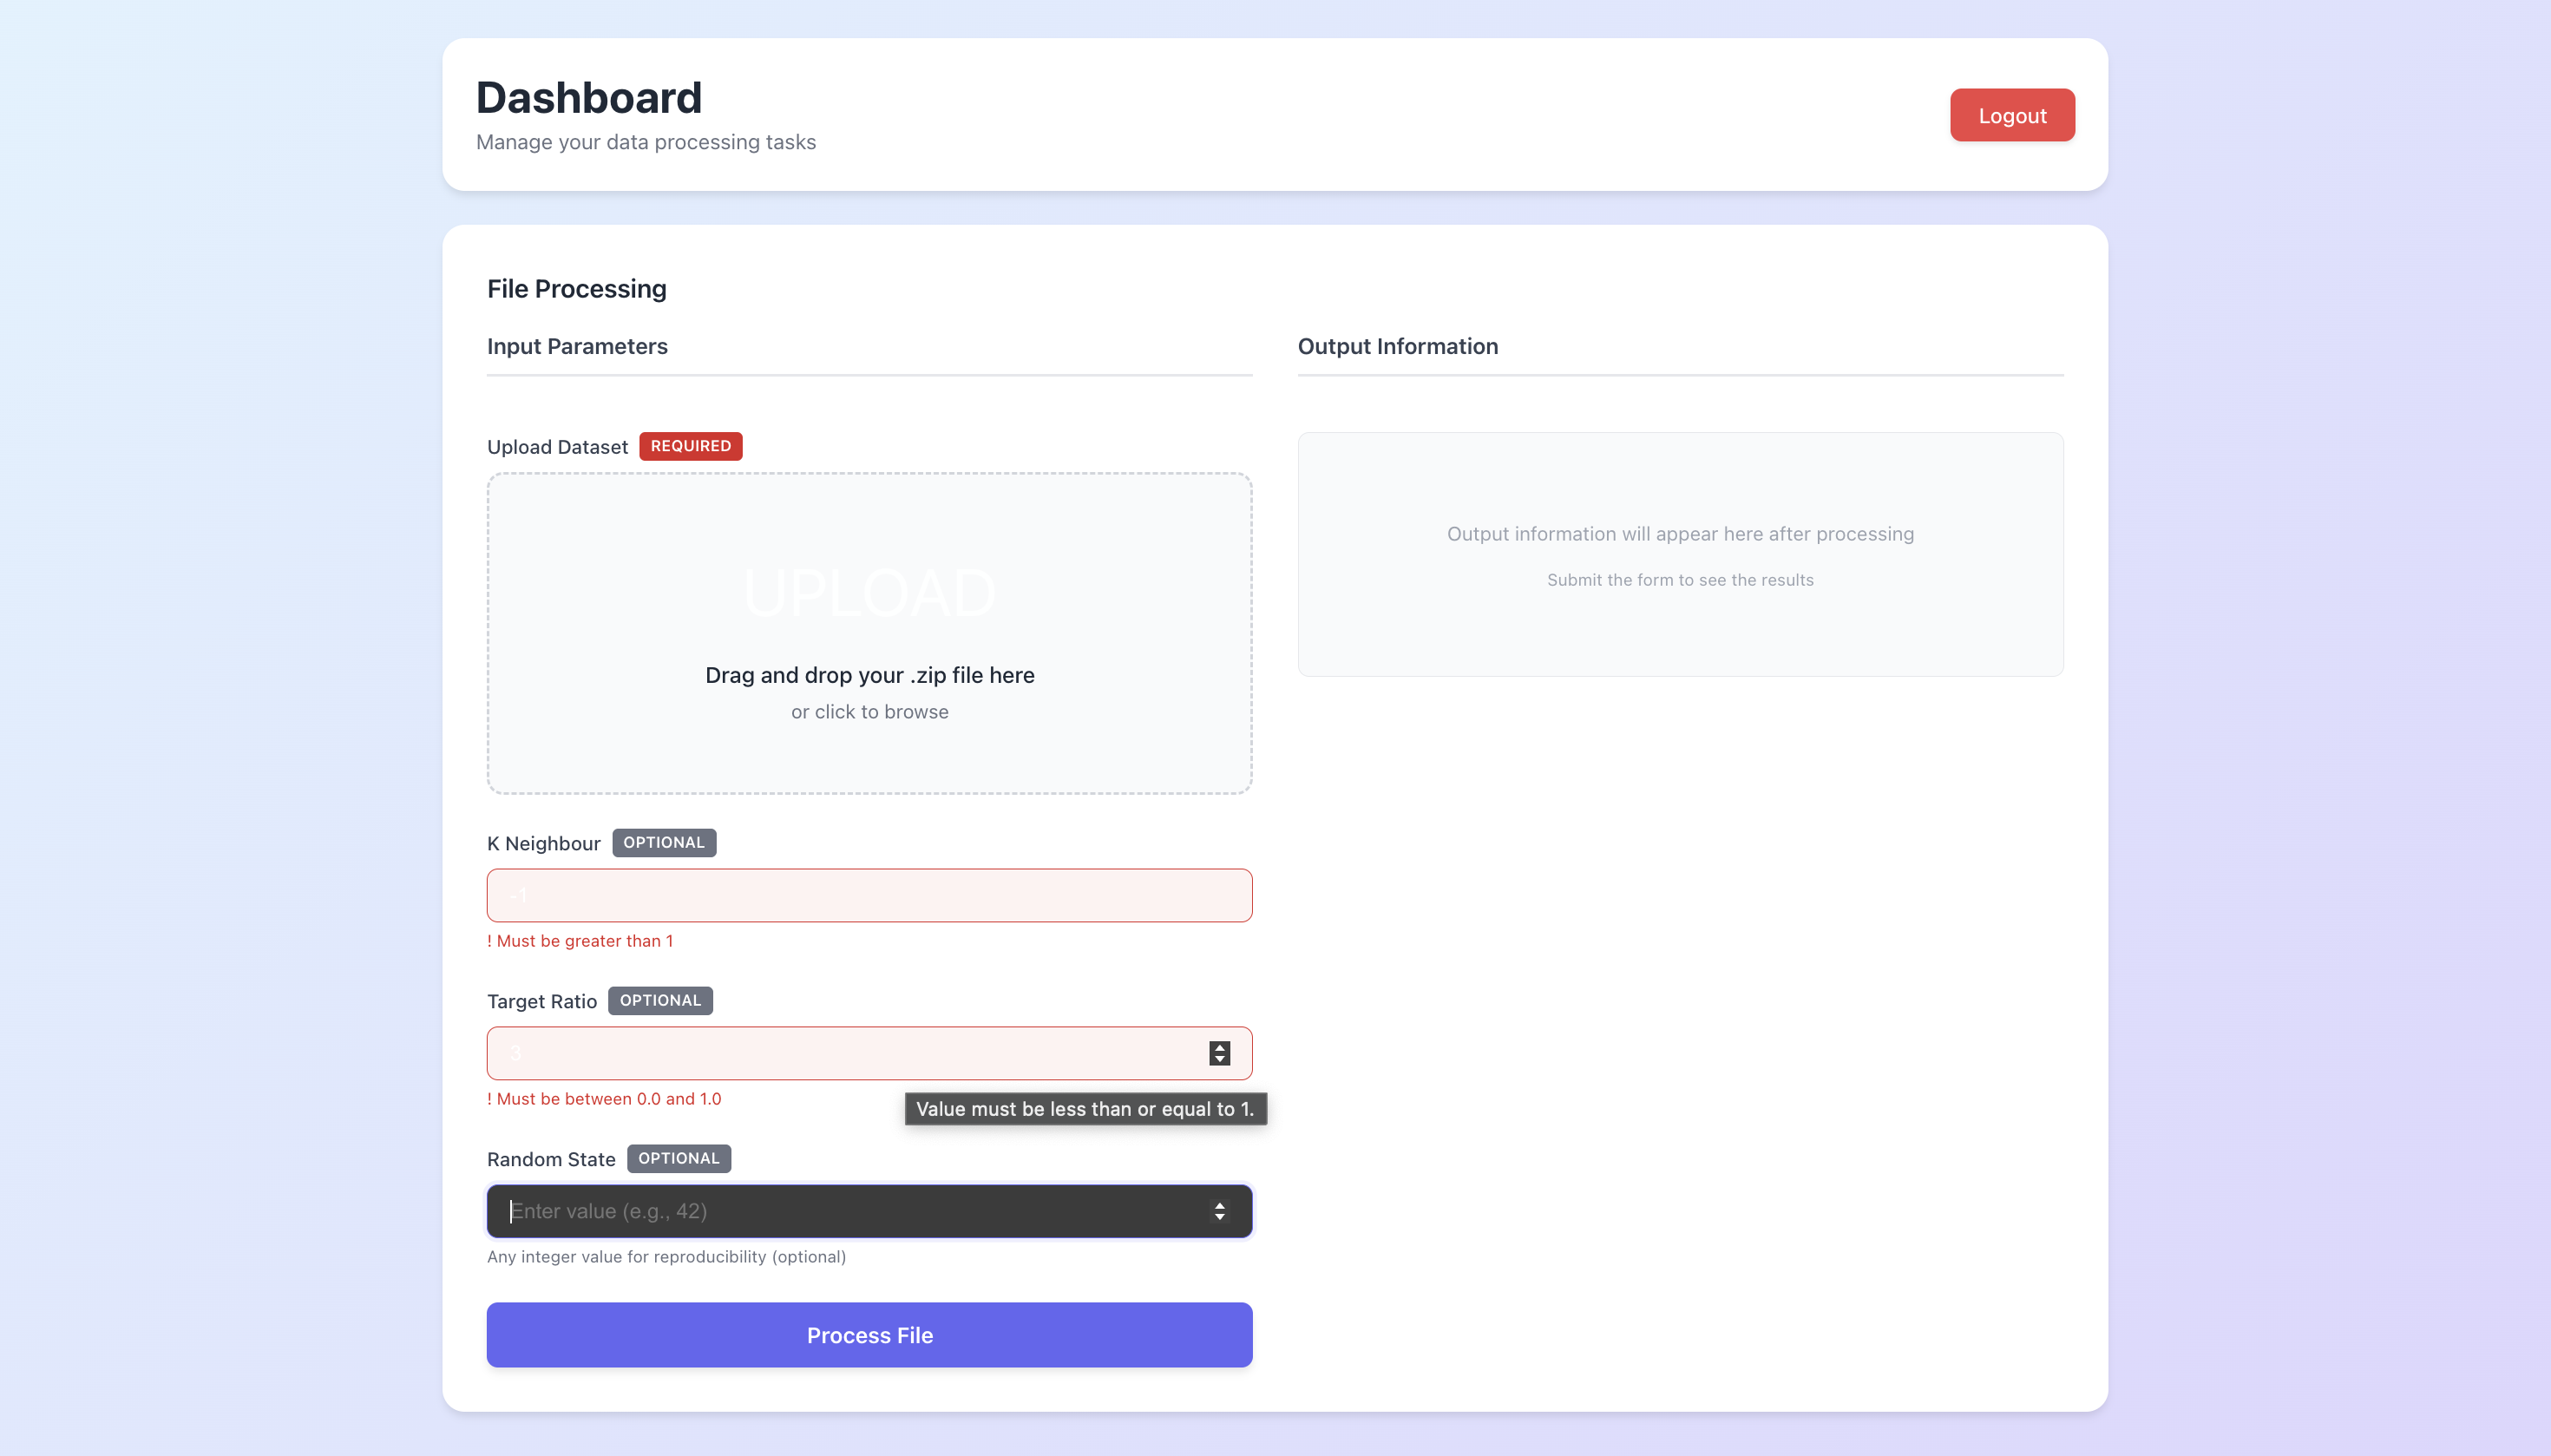 Dashboard
Manage your data processing tasks
Logout
File Processing
Input Parameters
Upload Dataset REQUIRED
UPLOAD
Drag and drop your .zip file here
or click to browse
K Neighbour OPTIONAL
-1
! Must be greater than 1
Target Ratio OPTIONAL
3
! Must be between 0.0 and 1.0
Value must be less than or equal to 1.
Random State OPTIONAL
Enter value (e.g., 42)
Any integer value for reproducibility (optional)
Process File
Output Information
Output information will appear here after processing
Submit the form to see the results